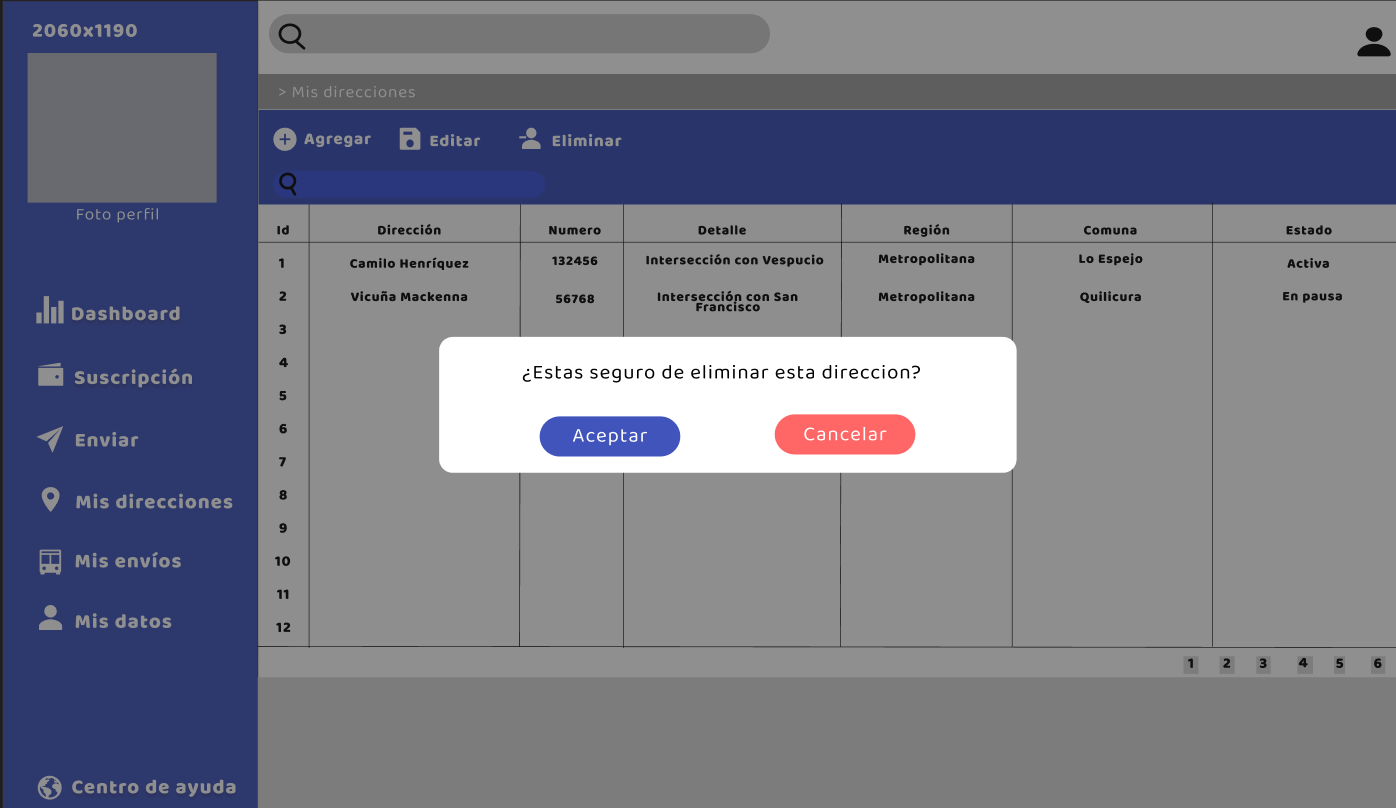 2060x1190
Foto perfil
Dashboard
Suscripción
Enviar
Mis direcciones
Mis envíos
Mis datos
Centro de ayuda
> Mis direcciones
Agregar Editar Eliminar
Id Dirección Numero Detalle Región Comuna Estado
1 Camilo Henríquez 132456 Intersección con Vespucio Metropolitana Lo Espejo Activa
2 Vicuña Mackenna 56768 Intersección con San Metropolitana Quilicura En pausa
Francisco
3
4
5
6
7
8
9
10
11
12
¿Estas seguro de eliminar esta direccion?
Aceptar Cancelar
1 2 3 4 5 6